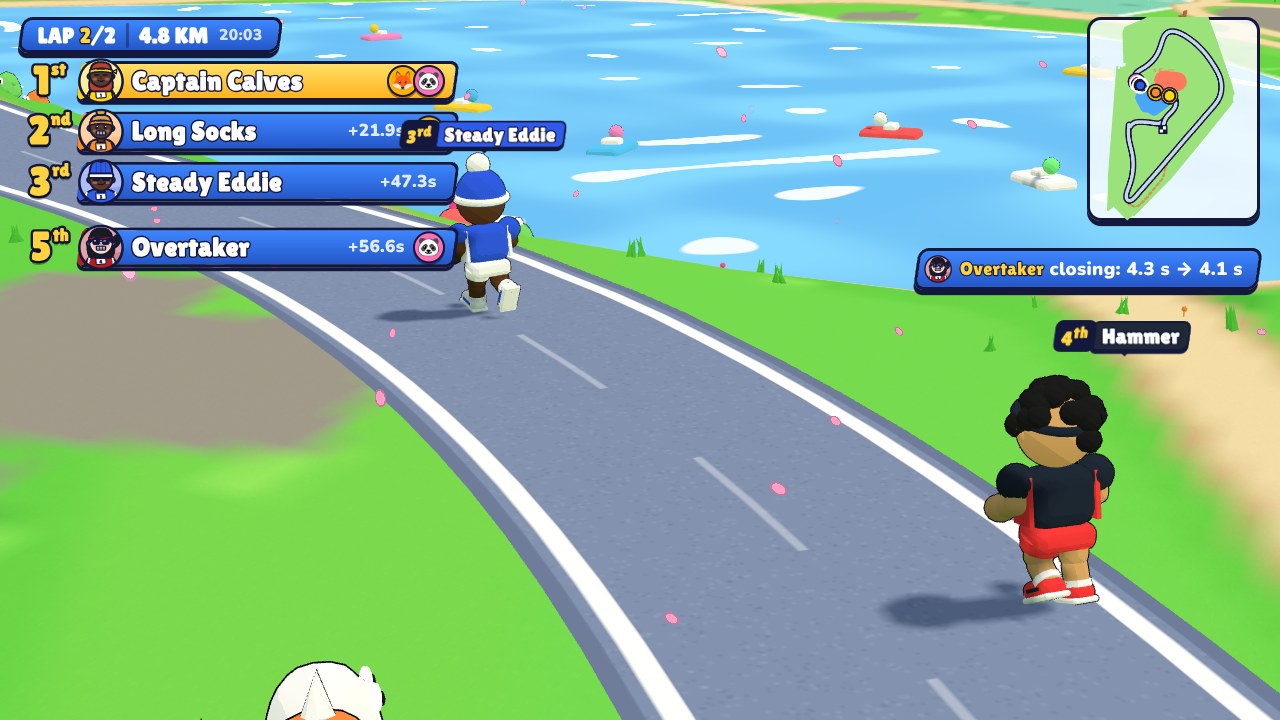 LAP 2/2 4.8 KM 20:03
1st Captain Calves
2nd Long Socks +21.9s
3rd Steady Eddie
3rd Steady Eddie +47.3s
5th Overtaker +56.6s
Overtaker closing: 4.3 s → 4.1 s
4th Hammer